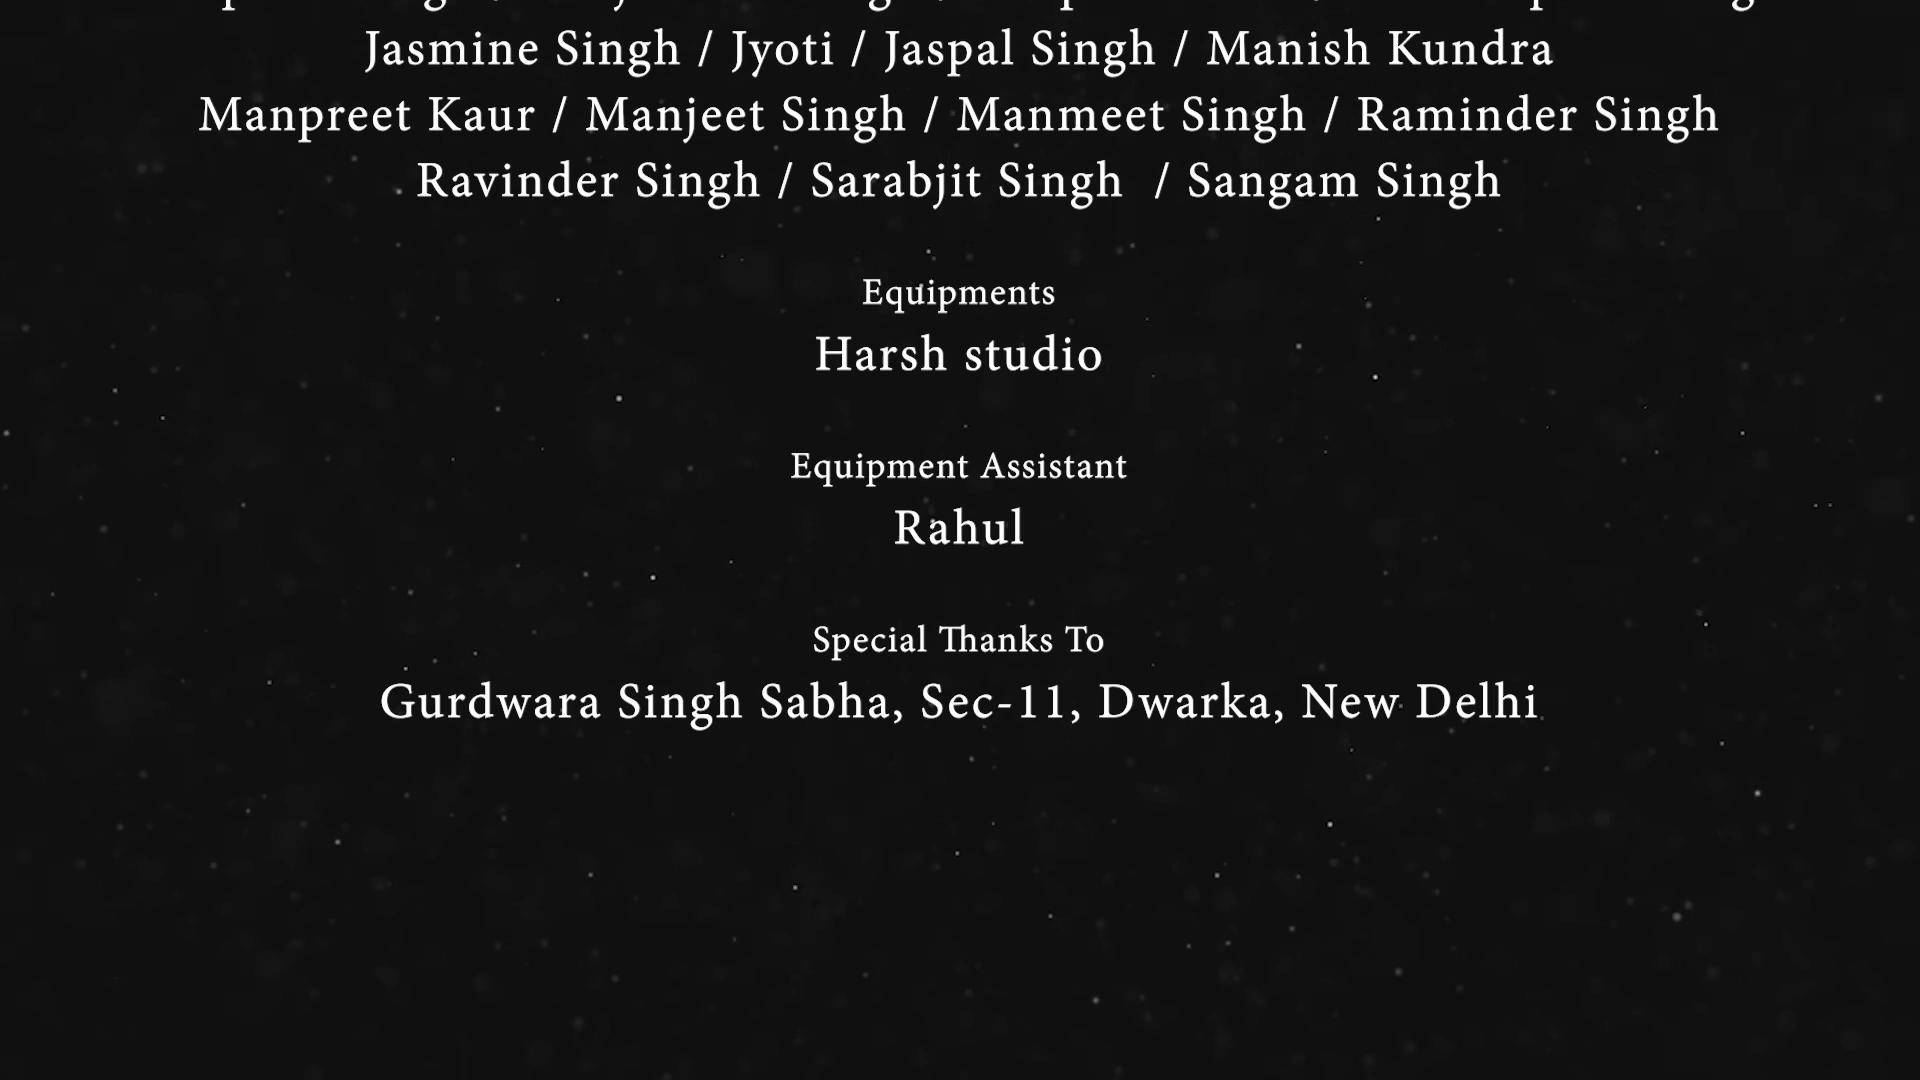 Jasmine Singh / Jyoti / Jaspal Singh / Manish Kundra
Manpreet Kaur / Manjeet Singh / Manmeet Singh / Raminder Singh
Ravinder Singh / Sarabjit Singh  / Sangam Singh
Equipments
Harsh studio
Equipment Assistant
Rahul
Special Thanks To
Gurdwara Singh Sabha, Sec-11, Dwarka, New Delhi